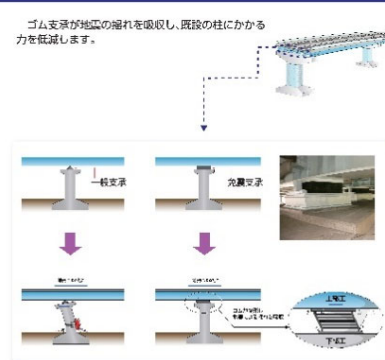 ゴム支承が地震の揺れを吸収し、既設の柱にかかる
力を低減します。
一般支承
免震支承
上部工
下部工